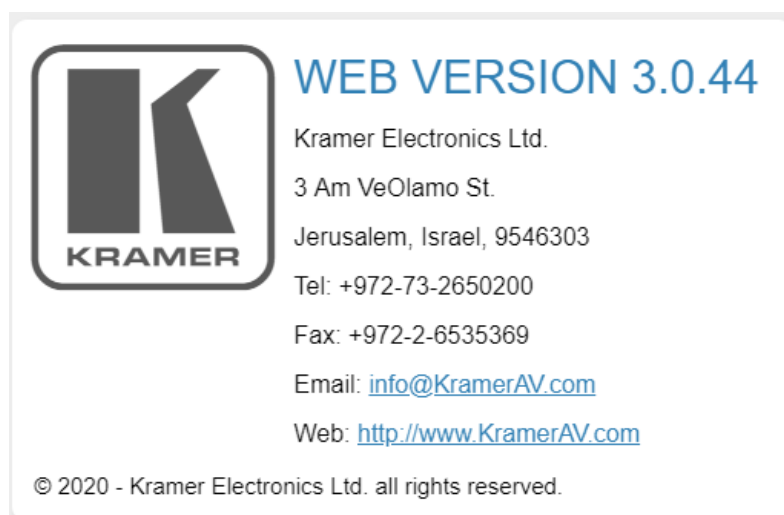 KRAMER
WEB VERSION 3.0.44
Kramer Electronics Ltd.
3 Am VeOlamo St.
Jerusalem, Israel, 9546303
Tel: +972-73-2650200
Fax: +972-2-6535369
Email: info@KramerAV.com
Web: http://www.KramerAV.com
© 2020 - Kramer Electronics Ltd. all rights reserved.